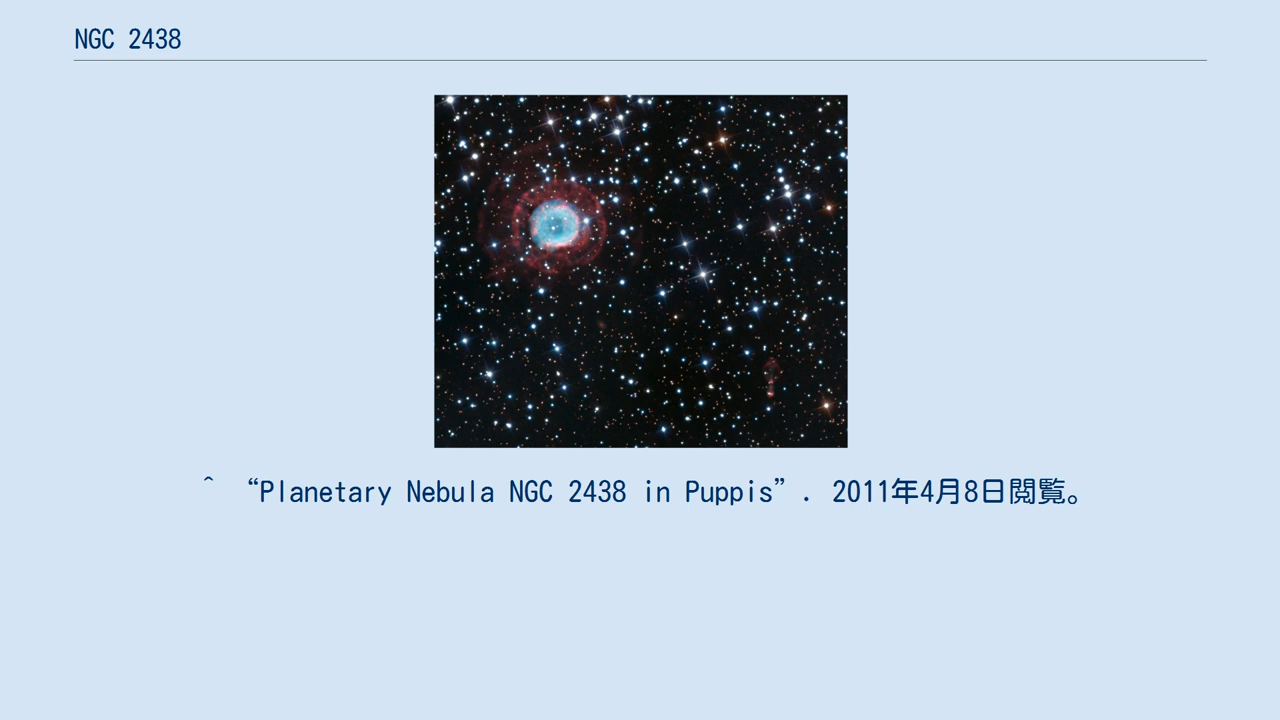 NGC 2438
^ “Planetary Nebula NGC 2438 in Puppis”. 2011年4月8日閲覧。